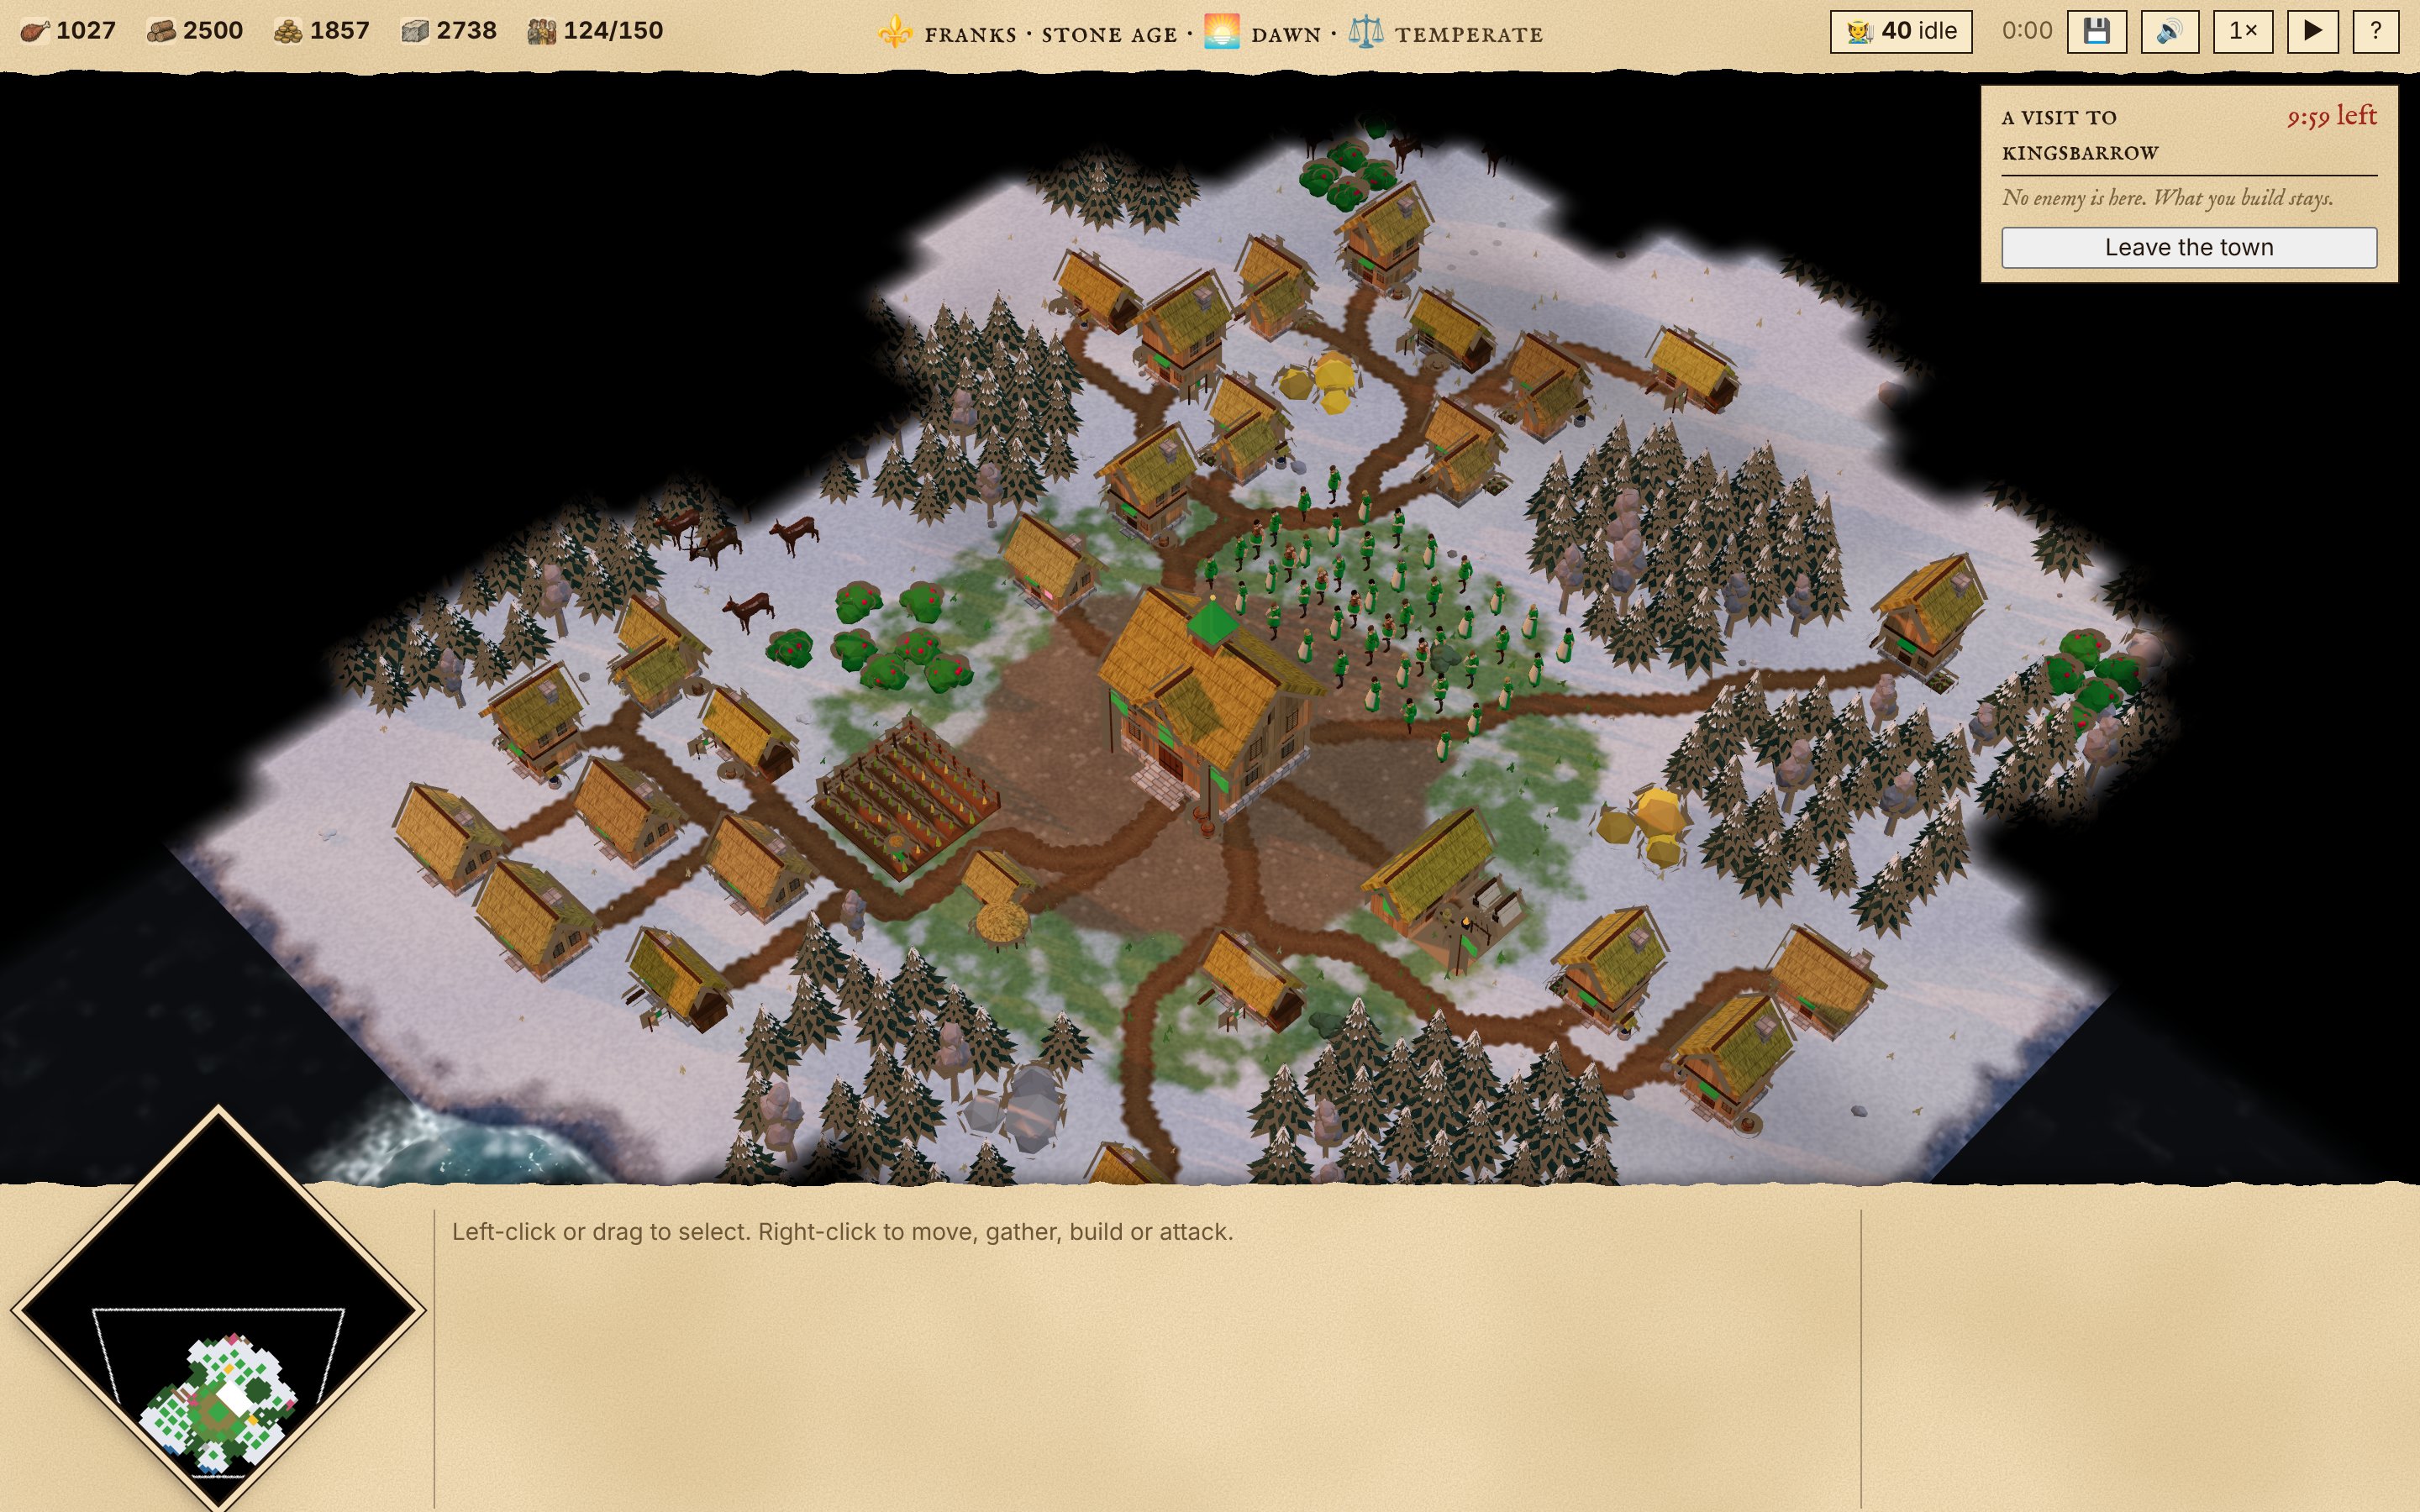 1027 2500 1857 2738 124/150
FRANKS · STONE AGE · DAWN · TEMPERATE
40 idle 0:00 1× ?
A VISIT TO KINGSBARROW
9:59 left
No enemy is here. What you build stays.
Leave the town
Left-click or drag to select. Right-click to move, gather, build or attack.